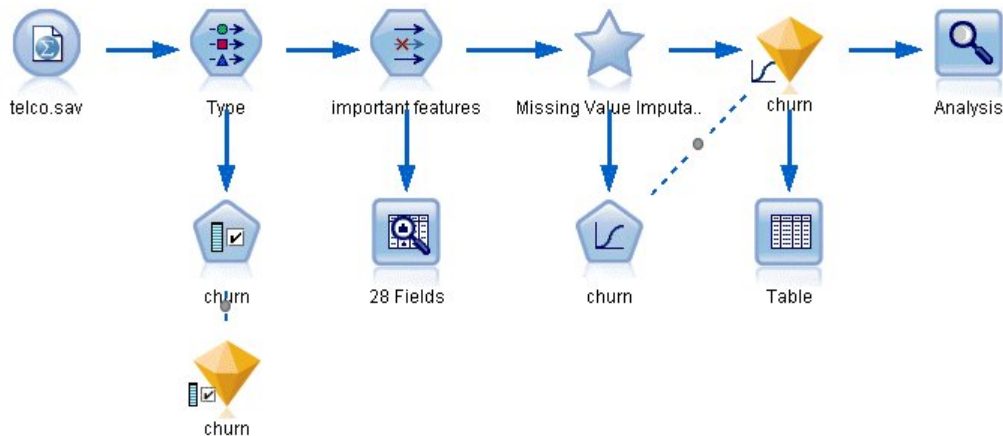 telco.sav
Type
important features
Missing Value Imputa..
churn
Analysis
churn
28 Fields
churn
Table
churn